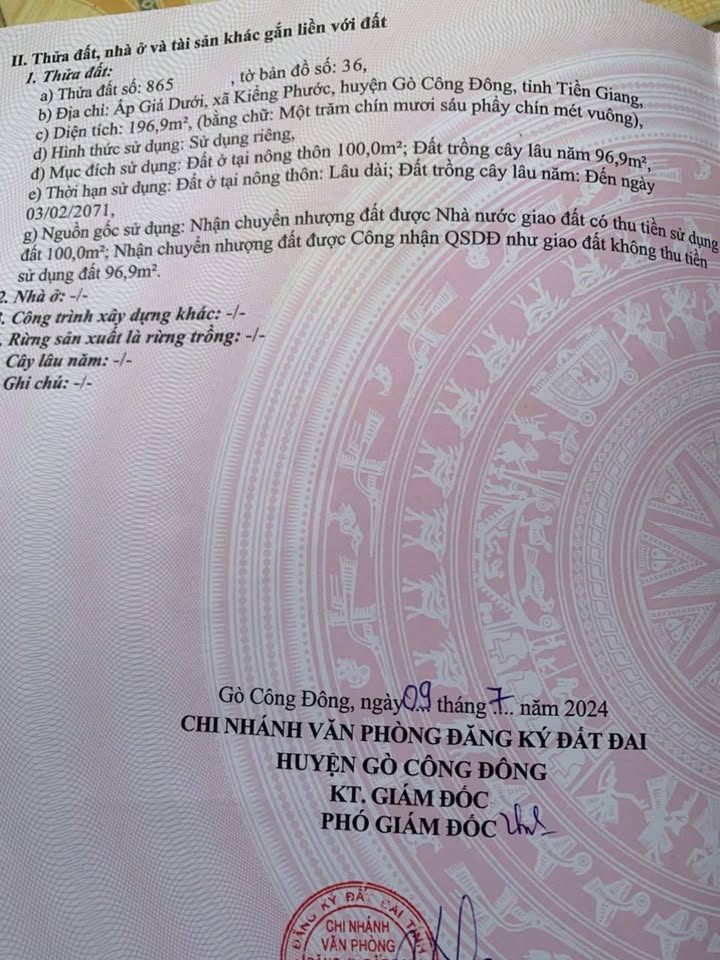 II. Thửa đất, nhà ở và tài sản khác gắn liền với đất
1. Thửa đất:
a) Thửa đất số: 865 , tờ bản đồ số: 36,
b) Địa chỉ: Ấp Giá Dưới, xã Kiểng Phước, huyện Gò Công Đông, tỉnh Tiền Giang,
c) Diện tích: 196,9m², (bằng chữ: Một trăm chín mươi sáu phẩy chín mét vuông),
d) Hình thức sử dụng: Sử dụng riêng,
đ) Mục đích sử dụng: Đất ở tại nông thôn 100,0m²; Đất trồng cây lâu năm 96,9m²,
e) Thời hạn sử dụng: Đất ở tại nông thôn: Lâu dài; Đất trồng cây lâu năm: Đến ngày
03/02/2071,
g) Nguồn gốc sử dụng: Nhận chuyển nhượng đất được Nhà nước giao đất có thu tiền sử dụng
đất 100,0m²; Nhận chuyển nhượng đất được Công nhận QSDĐ như giao đất không thu tiền
sử dụng đất 96,9m².
2. Nhà ở: -/-
. Công trình xây dựng khác: -/-
. Rừng sản xuất là rừng trồng: -/-
Cây lâu năm: -/-
Ghi chú: -/-
Gò Công Đông, ngày 09 tháng 7 năm 2024
CHI NHÁNH VĂN PHÒNG ĐĂNG KÝ ĐẤT ĐAI
HUYỆN GÒ CÔNG ĐÔNG
KT. GIÁM ĐỐC
PHÓ GIÁM ĐỐC
ĐĂNG KÝ ĐẤT ĐAI TỈNH
CHI NHÁNH
VĂN PHÒNG